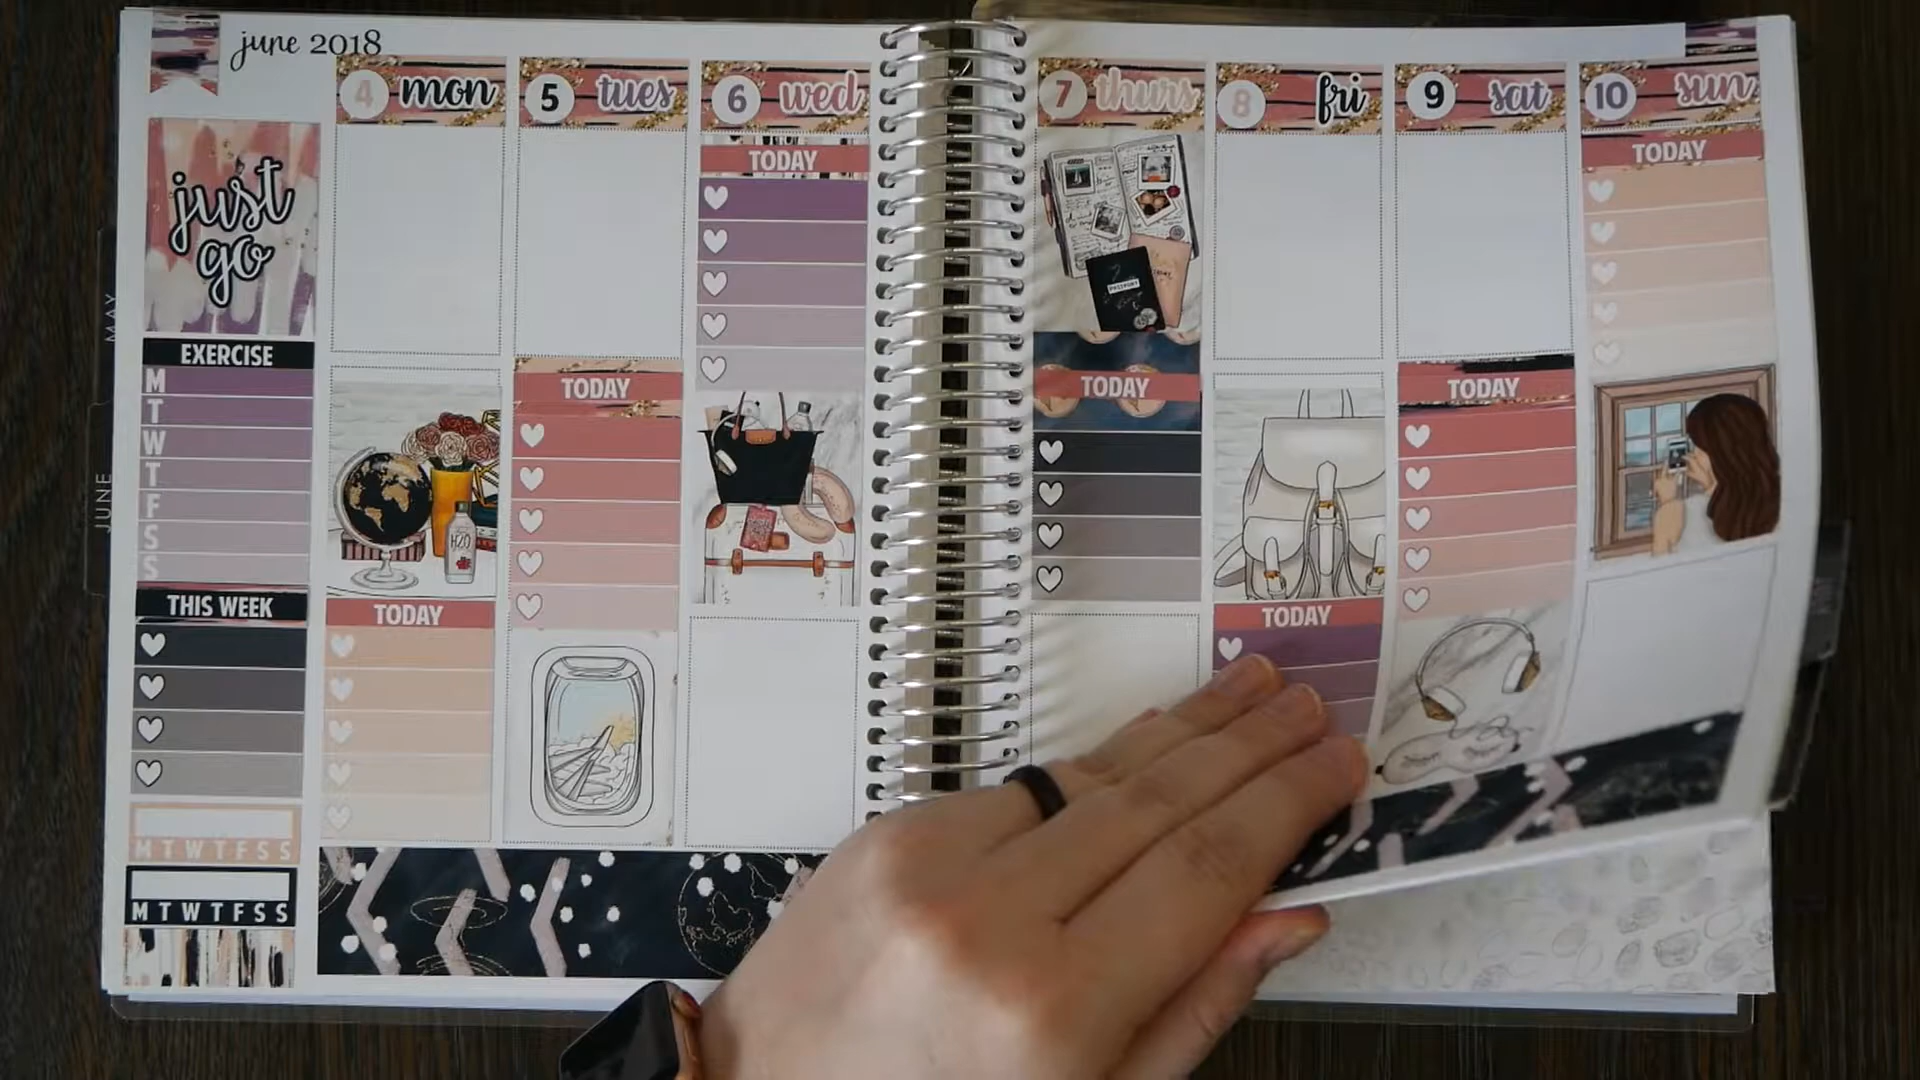 june 2018
4 mon
5 tues
6 wed
7 thurs
8 fri
9 sat
10 sun
just
go
EXERCISE
M
T
W
T
F
S
S
THIS WEEK
M T W T F S S
M T W T F S S
TODAY
TODAY
TODAY
TODAY
TODAY
TODAY
TODAY
H2O
PASSPORT
MAY
JUNE